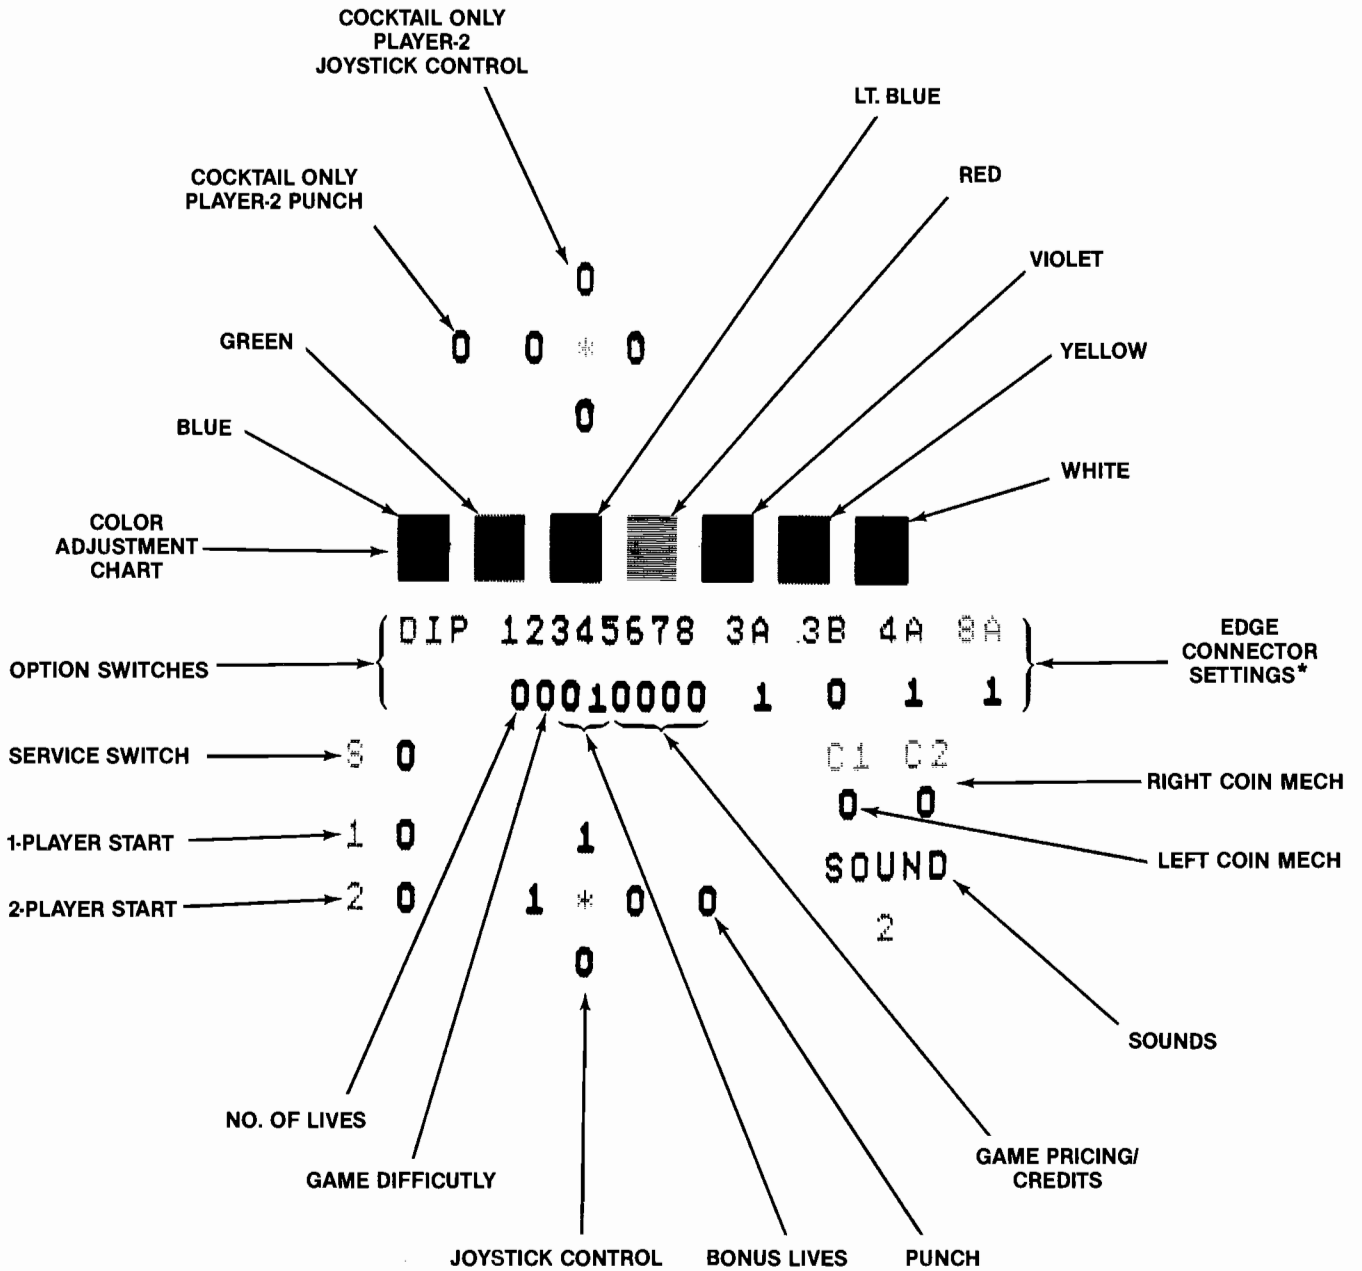 COCKTAIL ONLY
PLAYER-2
JOYSTICK CONTROL
LT. BLUE
RED
COCKTAIL ONLY
PLAYER-2 PUNCH
VIOLET
0
GREEN
0 0 * 0
YELLOW
0
BLUE
WHITE
COLOR
ADJUSTMENT
CHART
DIP 12345678 3A 3B 4A 8A
EDGE
CONNECTOR
SETTINGS*
OPTION SWITCHES
00010000 1 0 1 1
SERVICE SWITCH
S 0
C1 C2
RIGHT COIN MECH
0 0
1-PLAYER START
1 0
1
SOUND
LEFT COIN MECH
2-PLAYER START
2 0
1 * 0 0
2
0
SOUNDS
NO. OF LIVES
GAME DIFFICUTLY
GAME PRICING/
CREDITS
JOYSTICK CONTROL
BONUS LIVES
PUNCH